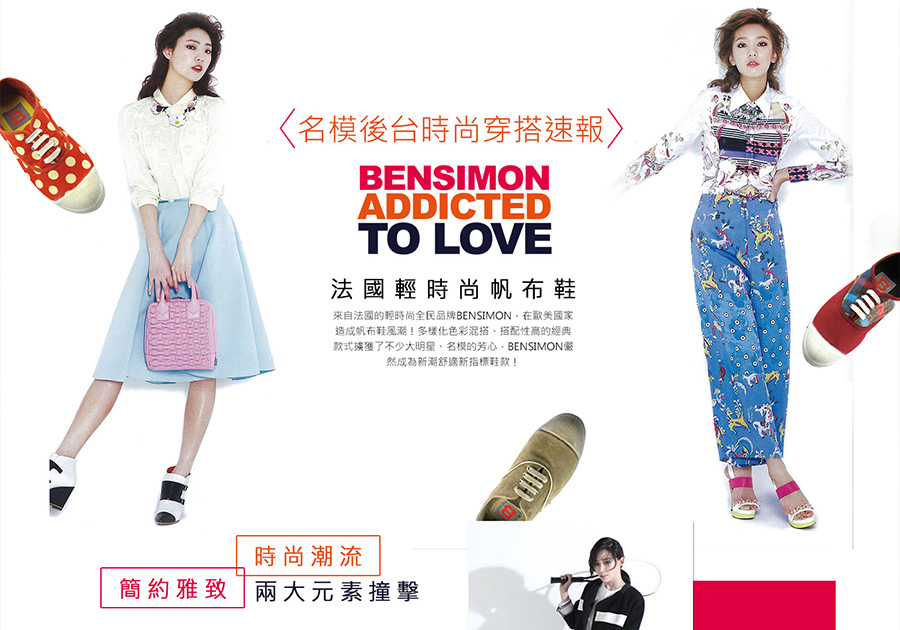 〈名模後台時尚穿搭速報〉
BENSIMON
ADDICTED
TO LOVE
法國輕時尚帆布鞋
來自法國的輕時尚全民品牌BENSIMON，在歐美國家
造成帆布鞋風潮！多樣化色彩混搭、搭配性高的經典
款式擄獲了不少大明星、名模的芳心，BENSIMON儼
然成為新潮舒適新指標鞋款！
時尚潮流
簡約雅致
兩大元素撞擊